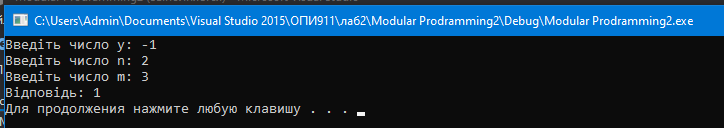 C:\Users\Admin\Documents\Visual Studio 2015\ОПИ911\ла62\Modular Prodramming2\Debug\Modular Prodramming2.exe
Введіть число y: -1
Введіть число n: 2
Введіть число m: 3
Відповідь: 1
Для продолжения нажмите любую клавишу . . .